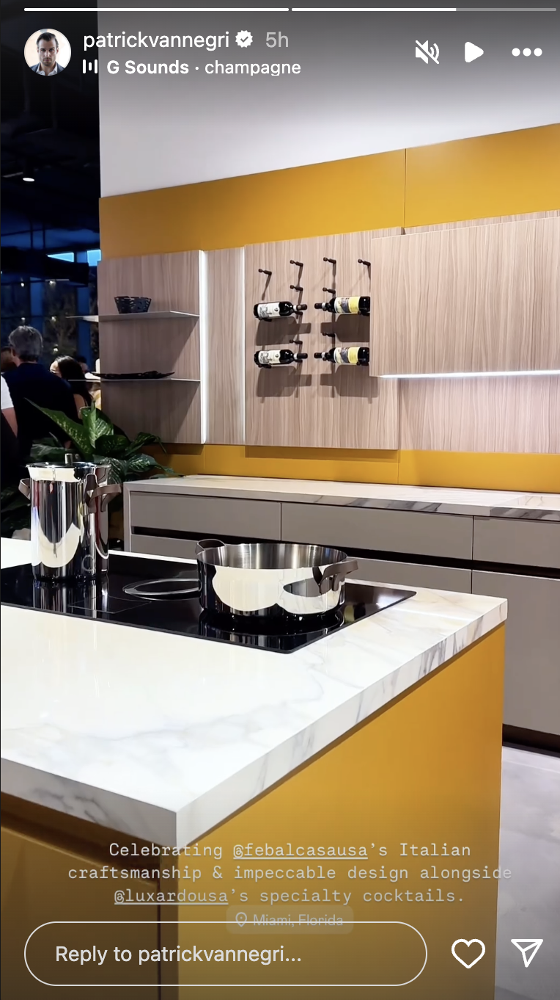 patrickvannegri 5h
G Sounds · champagne
Celebrating @febalcasausa's Italian
craftsmanship & impeccable design alongside
@luxardousa's specialty cocktails.
Miami, Florida
Reply to patrickvannegri...